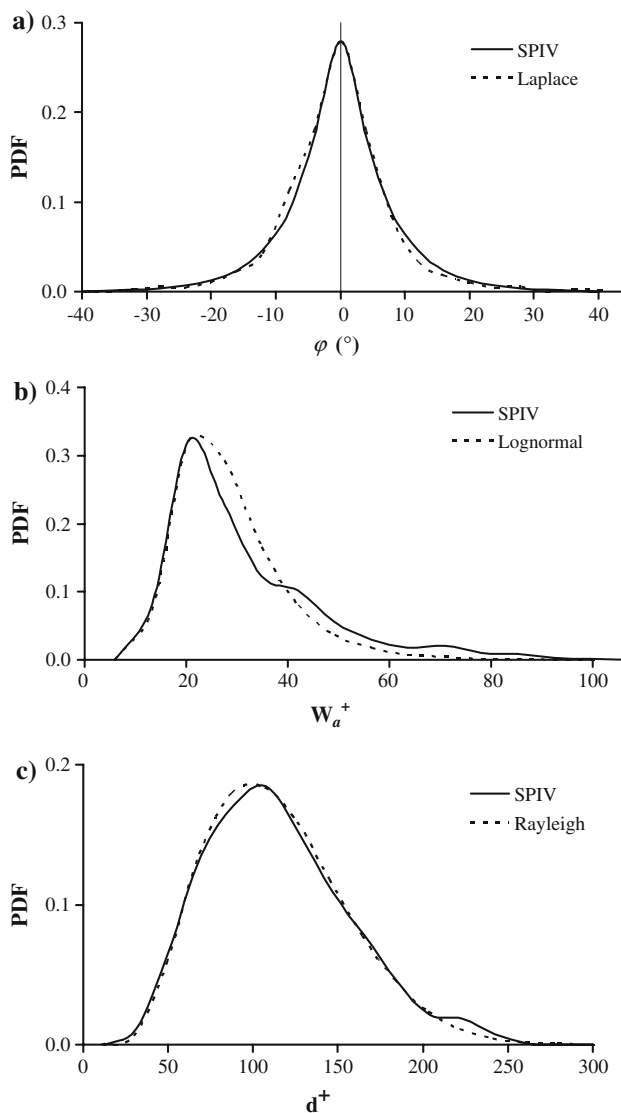 a)
0.3
0.2
0.1
0.0
PDF
SPIV
Laplace
-40 -30 -20 -10 0 10 20 30 40
φ (°)
b)
0.4
0.3
0.2
0.1
0.0
PDF
SPIV
Lognormal
0 20 40 60 80 100
Wa+
c)
0.2
0.1
0.0
PDF
SPIV
Rayleigh
0 50 100 150 200 250 300
d+